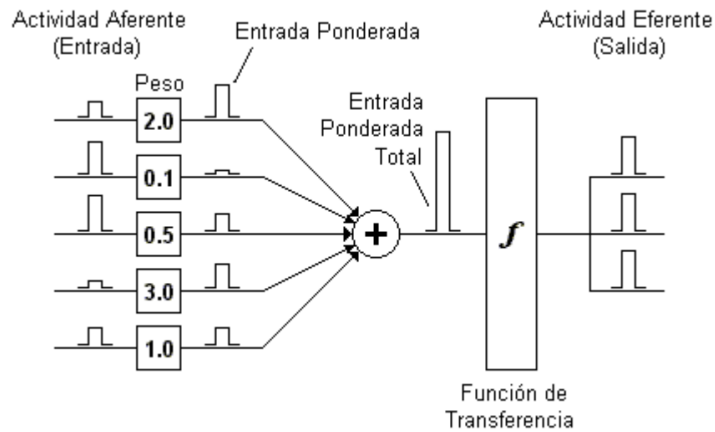 Actividad Aferente
(Entrada)
Entrada Ponderada
Actividad Eferente
(Salida)
Peso
2.0
0.1
0.5
3.0
1.0
Entrada
Ponderada
Total
+
f
Función de
Transferencia